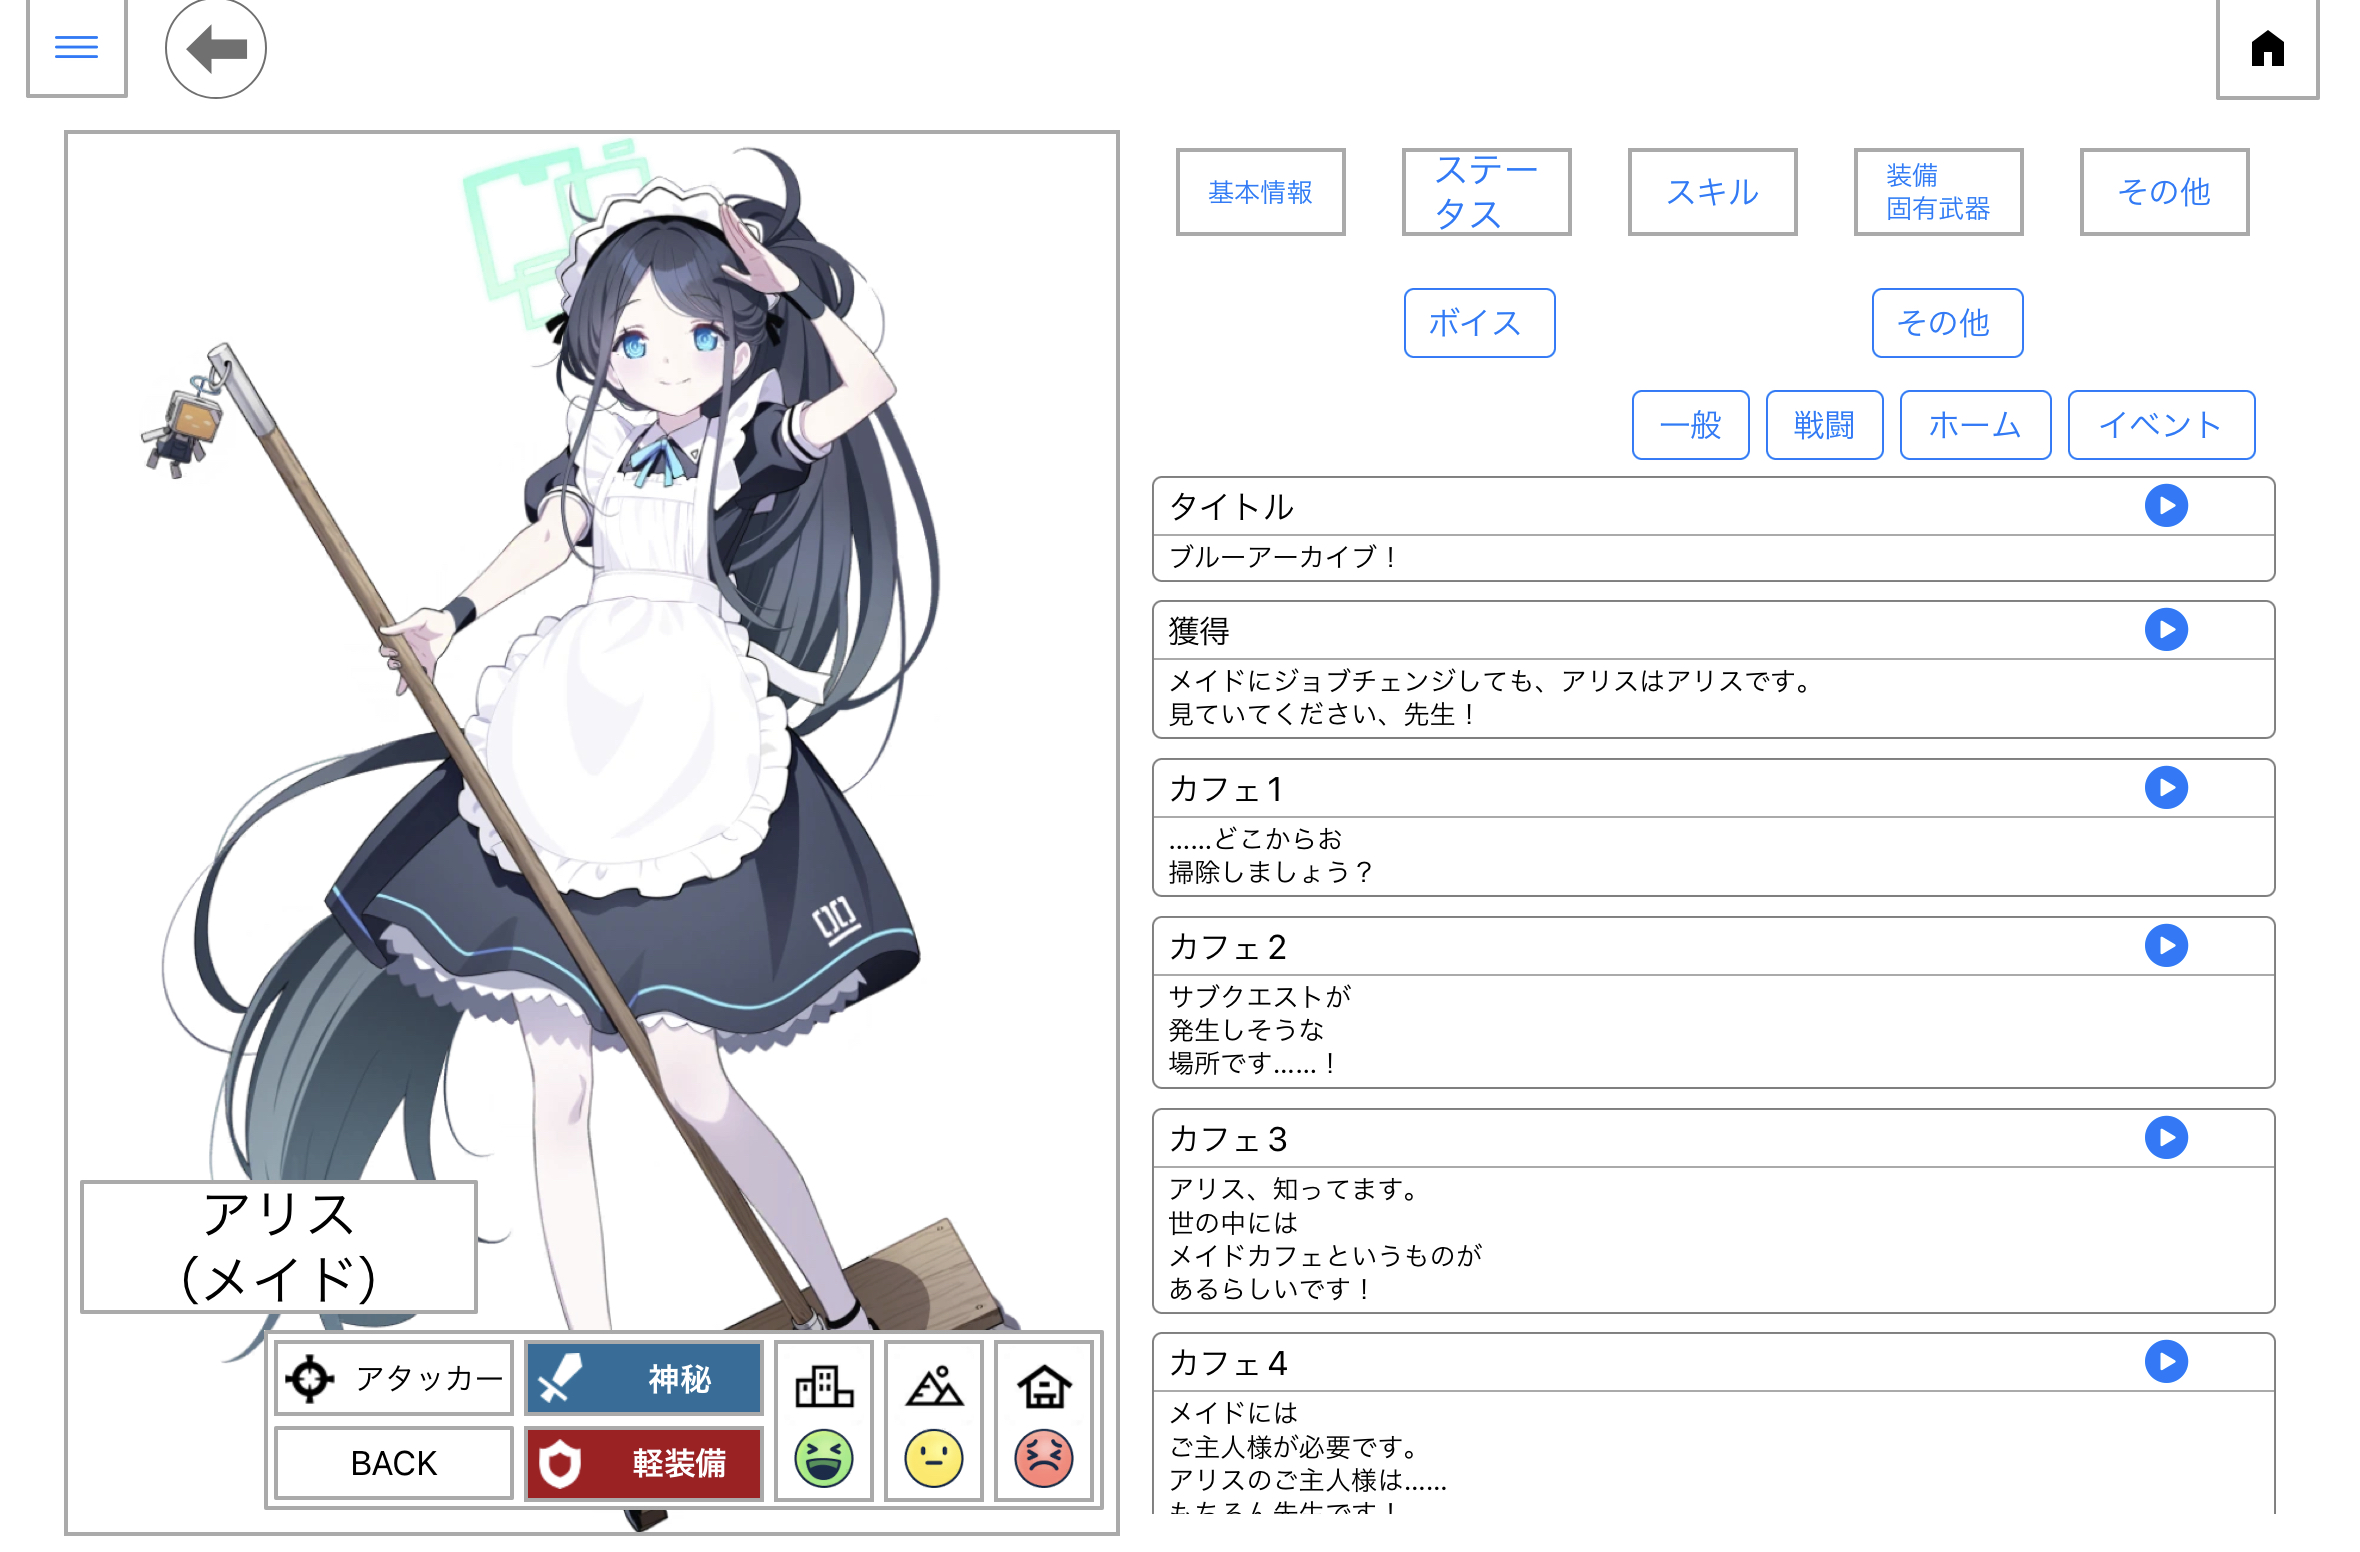 基本情報
ステー
タス
スキル
装備
固有武器
その他
ボイス
その他
一般
戦闘
ホーム
イベント
タイトル
ブルーアーカイブ！
獲得
メイドにジョブチェンジしても、アリスはアリスです。
見ていてください、先生！
カフェ1
……どこからお
掃除しましょう？
カフェ2
サブクエストが
発生しそうな
場所です……！
カフェ3
アリス、知ってます。
世の中には
メイドカフェというものが
あるらしいです！
カフェ4
メイドには
ご主人様が必要です。
アリスのご主人様は……
もちろん先生です！
アリス
（メイド）
アタッカー
神秘
BACK
軽装備